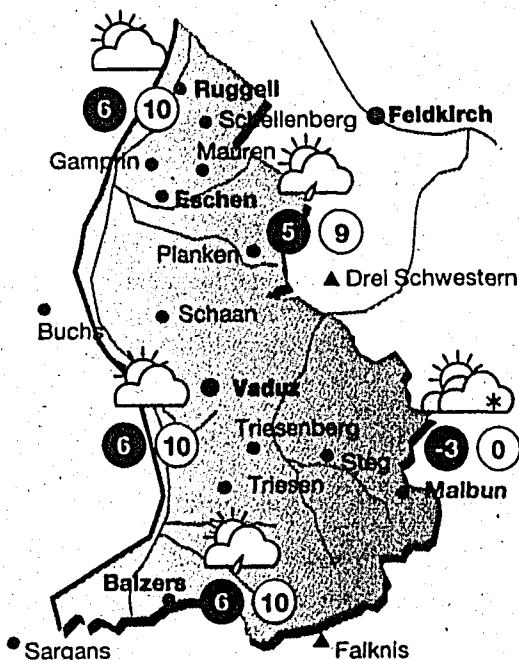 Ruggell
6 10
Schellenberg
Feldkirch
Mauren
Gamprin
Eschen
5 9
Planken
Drei Schwestern
Buchs
Schaan
Vaduz
6 10
Triesenberg
Steg
-3 0
Triesen
Malbun
Balzers
6 10
Sargans
Falknis